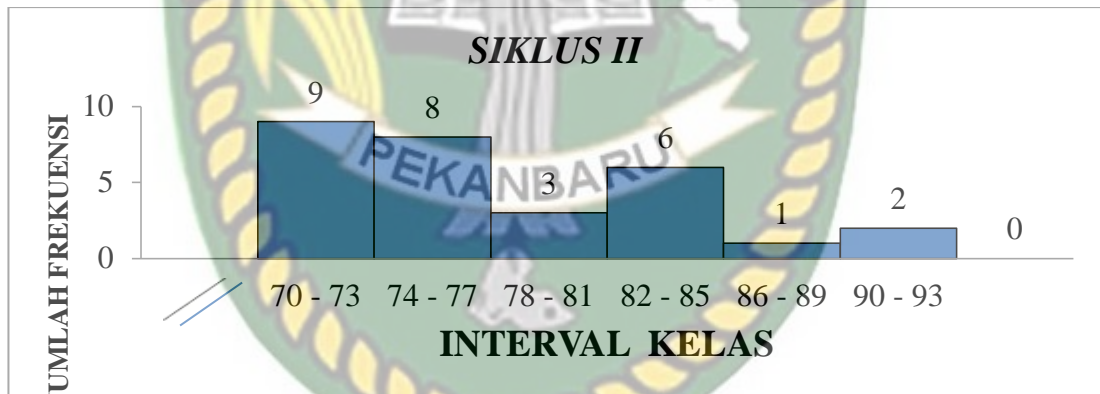 SIKLUS II
10
5
0
9
8
3
6
1
2
0
PEKANBARU
70 - 73 74 - 77 78 - 81 82 - 85 86 - 89 90 - 93
INTERVAL KELAS
UMLAH FREKUENSI